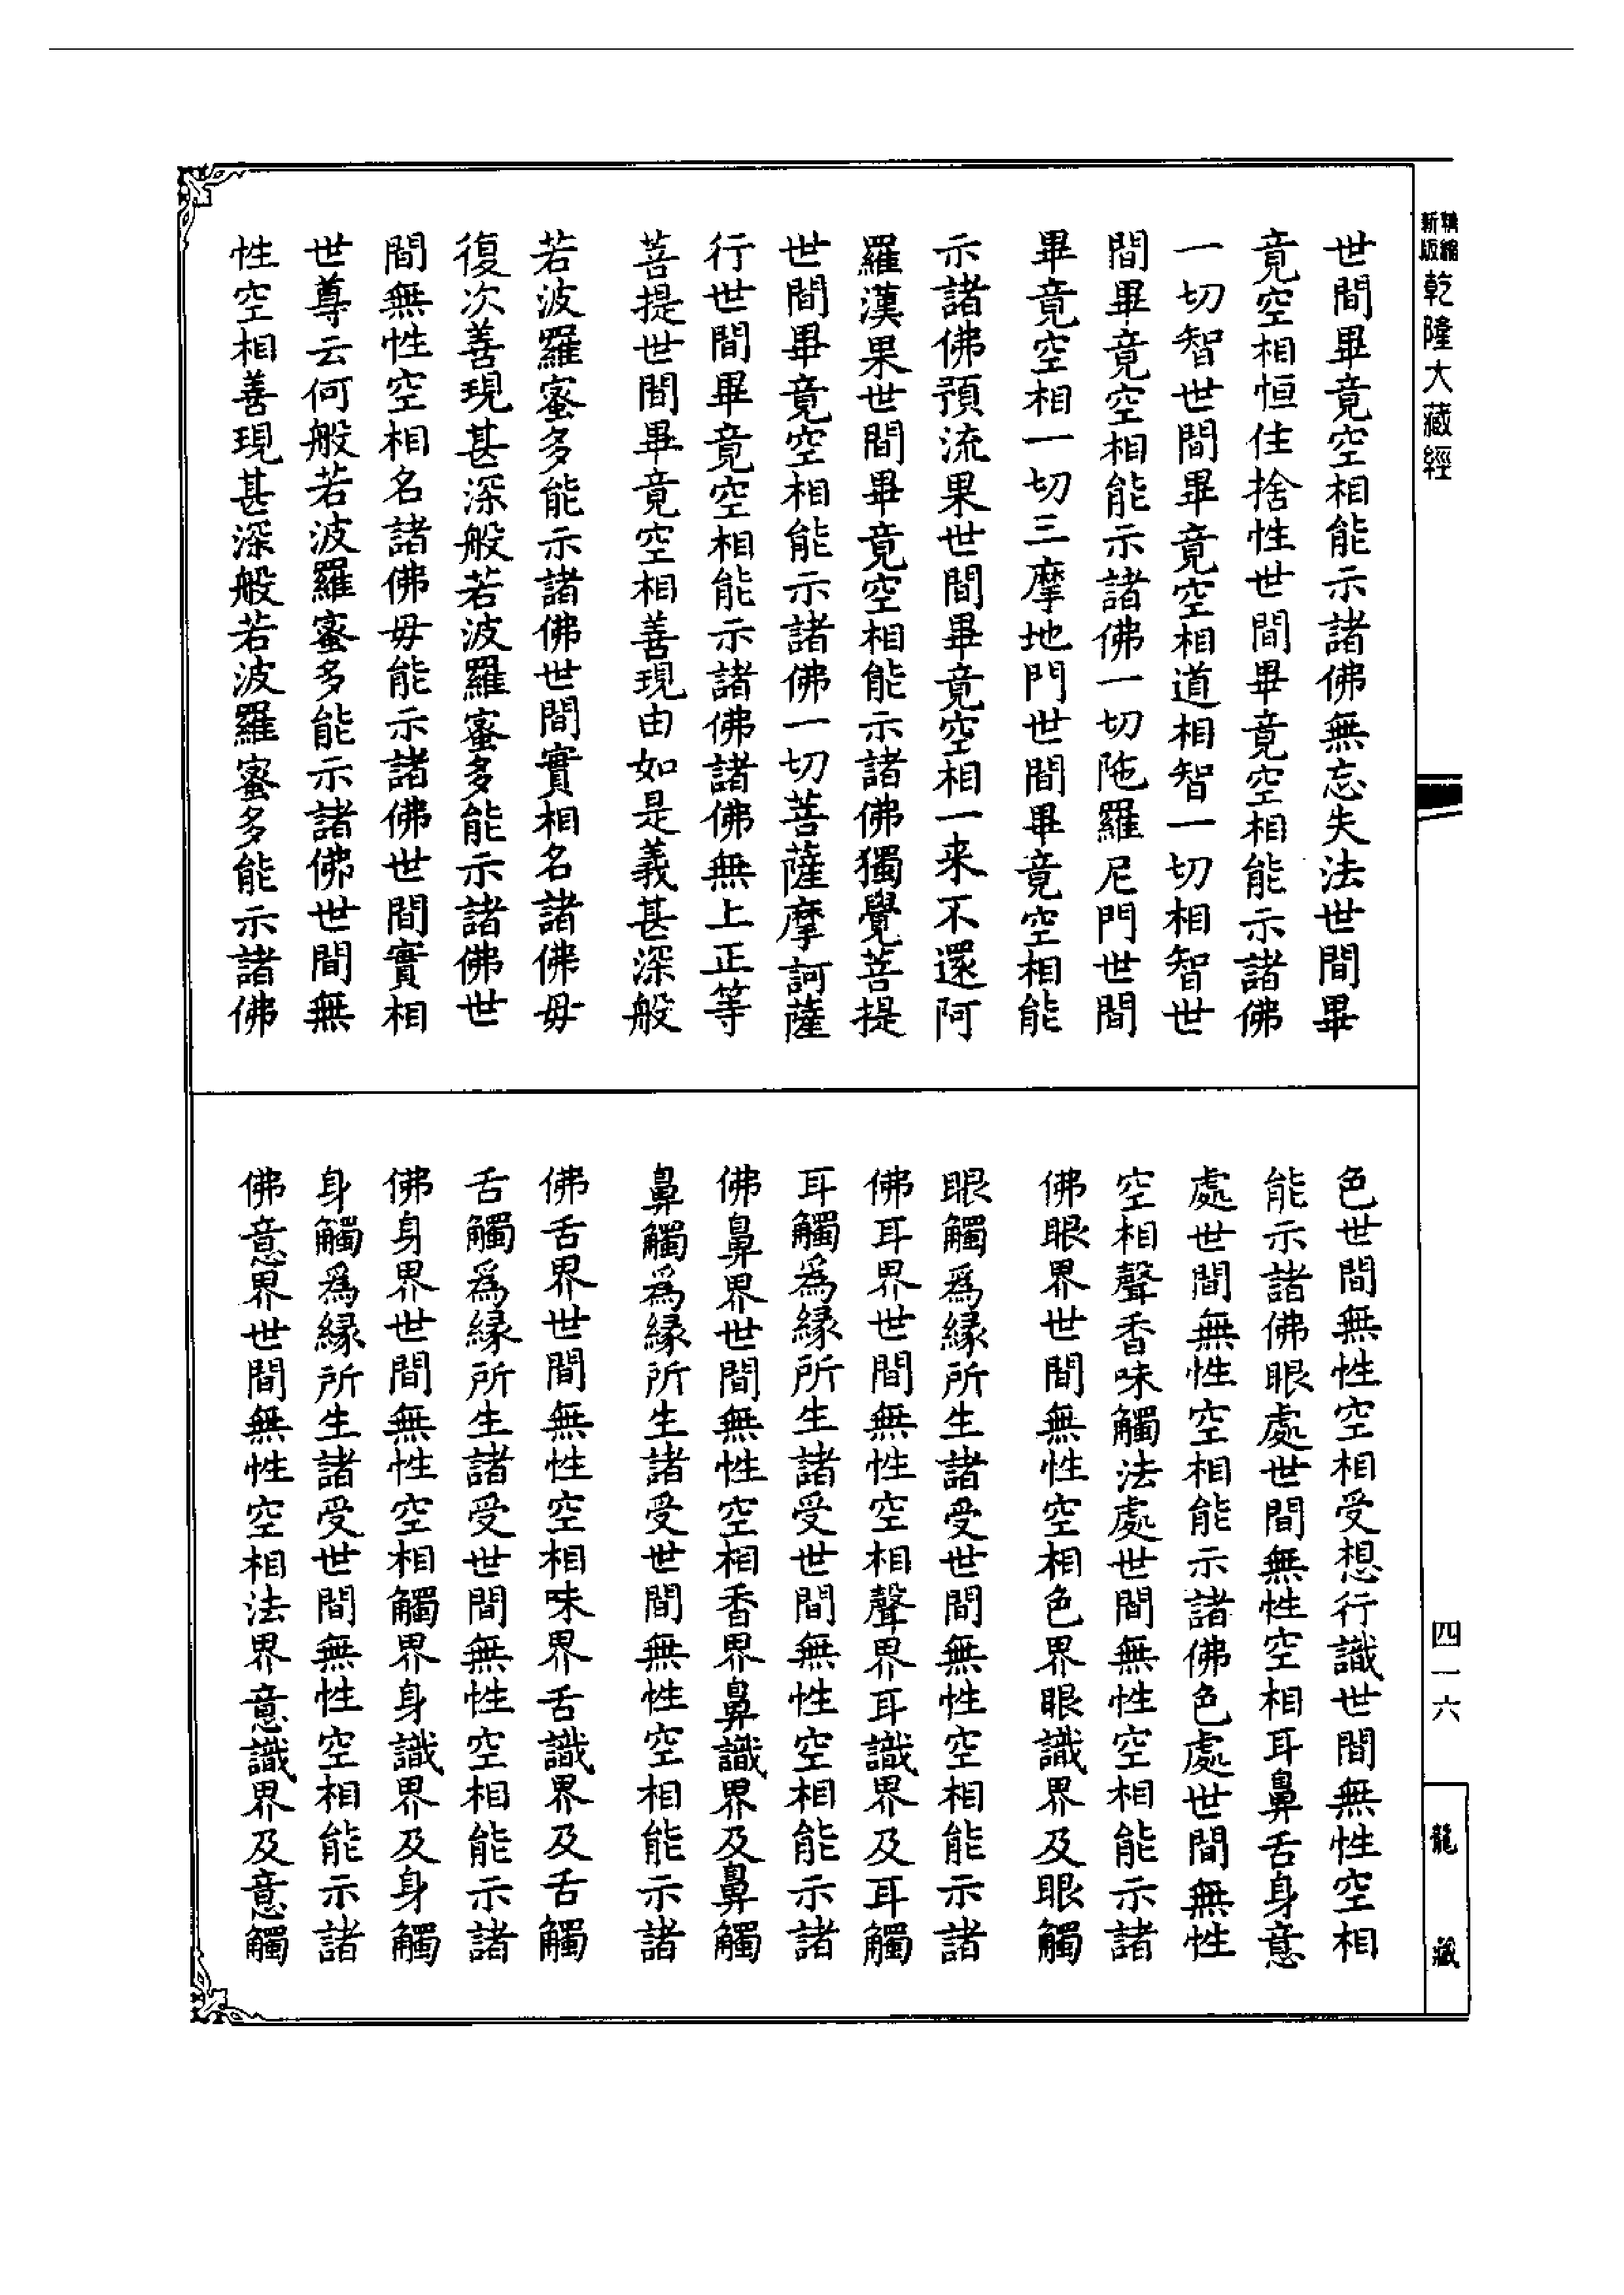 精縮新版乾隆大藏經
世間畢竟空相能示諸佛無忘失法世間畢
竟空相恒住捨性世間畢竟空相能示諸佛
一切智世間畢竟空相道相智一切相智世
間畢竟空相能示諸佛一切陁羅尼門世間
畢竟空相一切三摩地門世間畢竟空相能
示諸佛預流果世間畢竟空相一来不還阿
羅漢果世間畢竟空相能示諸佛獨覺菩提
世間畢竟空相能示諸佛一切菩薩摩訶薩
行世間畢竟空相能示諸佛諸佛無上正等
菩提世間畢竟空相善現由如是義甚深般
若波羅蜜多能示諸佛世間實相名諸佛毋
復次善現甚深般若波羅蜜多能示諸佛世
間無性空相名諸佛毋能示諸佛世間實相
世尊云何般若波羅蜜多能示諸佛世間無
性空相善現甚深般若波羅蜜多能示諸佛
色世間無性空相受想行識世間無性空相
能示諸佛眼處世間無性空相耳鼻舌身意
處世間無性空相能示諸佛色處世間無性
空相聲香味觸法處世間無性空相能示諸
佛眼界世間無性空相色界眼識界及眼觸
眼觸爲縁所生諸受世間無性空相能示諸
佛耳界世間無性空相聲界耳識界及耳觸
耳觸爲縁所生諸受世間無性空相能示諸
佛鼻界世間無性空相香界鼻識界及鼻觸
鼻觸爲縁所生諸受世間無性空相能示諸
佛舌界世間無性空相味界舌識界及舌觸
舌觸爲縁所生諸受世間無性空相能示諸
佛身界世間無性空相觸界身識界及身觸
身觸爲縁所生諸受世間無性空相能示諸
佛意界世間無性空相法界意識界及意觸
四一六
龍藏